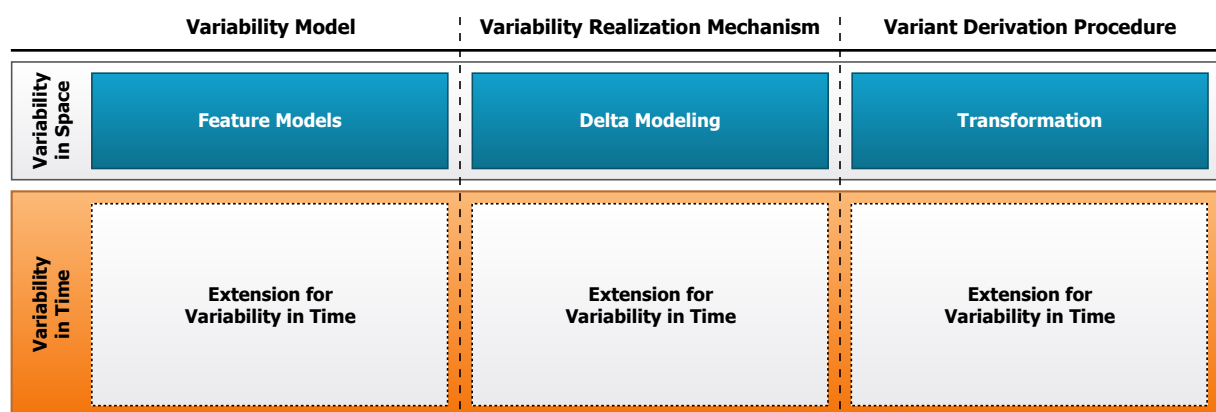 Variability Model
Variability Realization Mechanism
Variant Derivation Procedure
Variability
in Space
Feature Models
Delta Modeling
Transformation
Variability
in Time
Extension for
Variability in Time
Extension for
Variability in Time
Extension for
Variability in Time